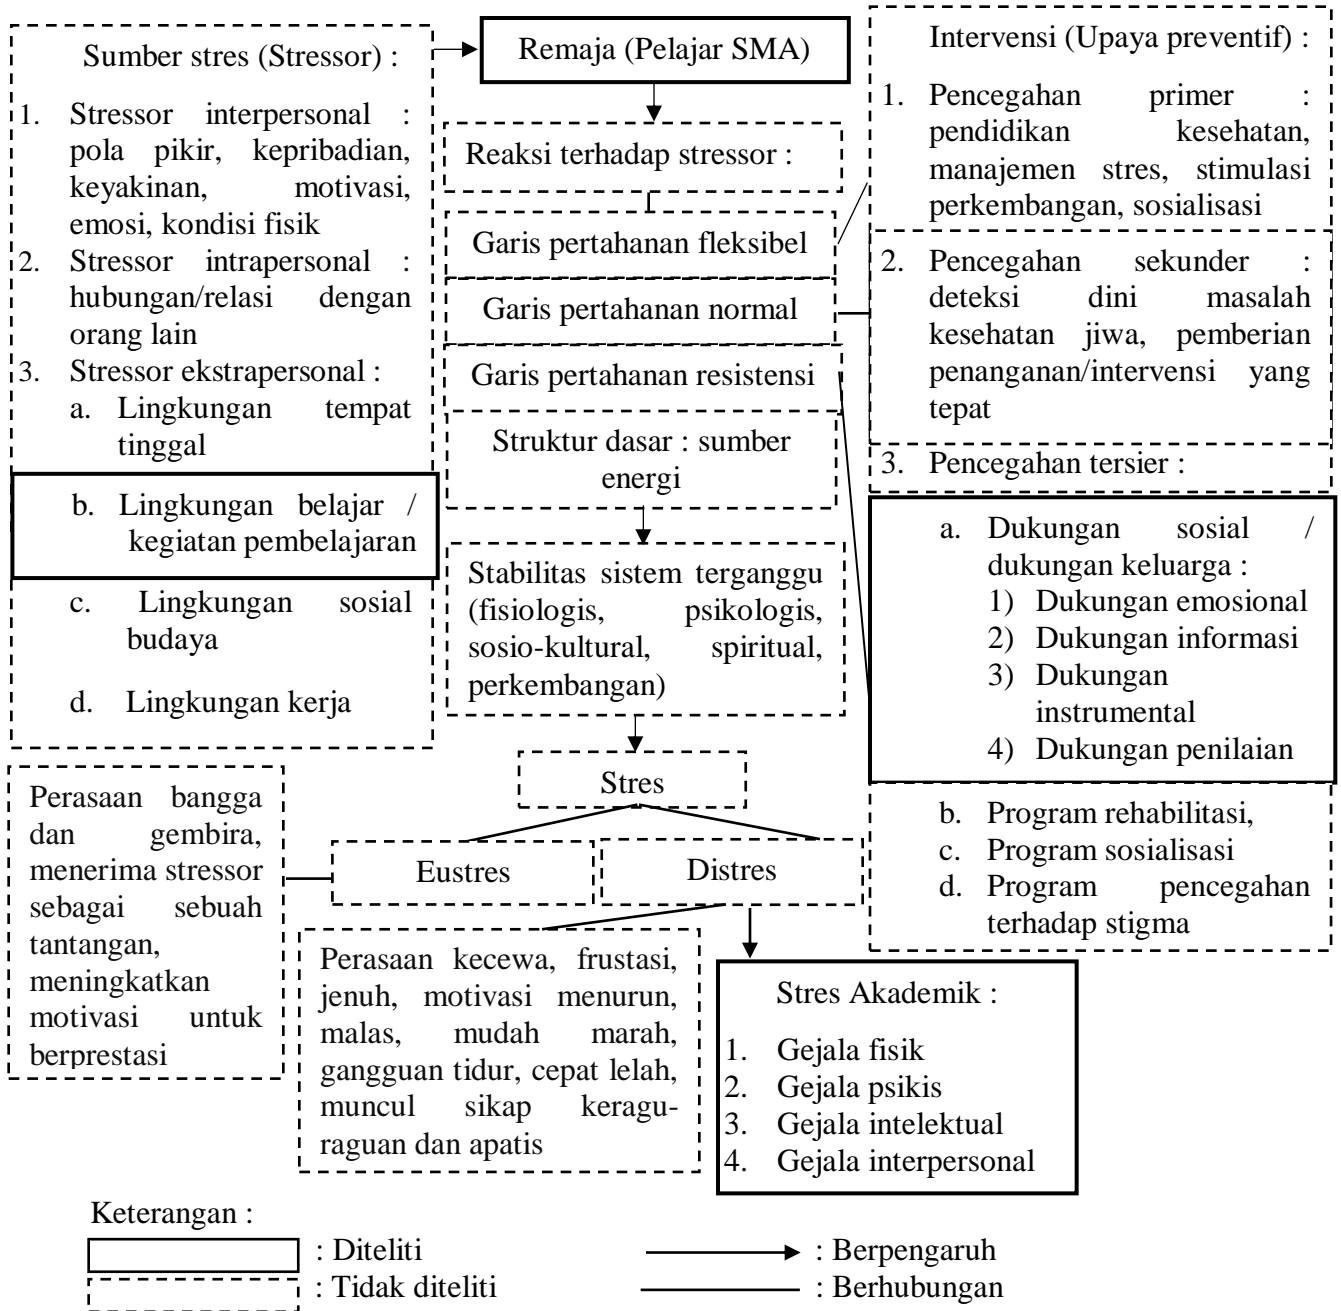 Sumber stres (Stressor) :
1. Stressor interpersonal :
pola pikir, kepribadian,
keyakinan, motivasi,
emosi, kondisi fisik
2. Stressor intrapersonal :
hubungan/relasi dengan
orang lain
3. Stressor ekstrapersonal :
a. Lingkungan tempat
tinggal
b. Lingkungan belajar /
kegiatan pembelajaran
c. Lingkungan sosial
budaya
d. Lingkungan kerja
Remaja (Pelajar SMA)
Reaksi terhadap stressor :
Garis pertahanan fleksibel
Garis pertahanan normal
Garis pertahanan resistensi
Struktur dasar : sumber
energi
Stabilitas sistem terganggu
(fisiologis, psikologis,
sosio-kultural, spiritual,
perkembangan)
Stres
Eustres
Distres
Intervensi (Upaya preventif) :
1. Pencegahan primer :
pendidikan kesehatan,
manajemen stres, stimulasi
perkembangan, sosialisasi
2. Pencegahan sekunder :
deteksi dini masalah
kesehatan jiwa, pemberian
penanganan/intervensi yang
tepat
3. Pencegahan tersier :
a. Dukungan sosial /
dukungan keluarga :
1) Dukungan emosional
2) Dukungan informasi
3) Dukungan
instrumental
4) Dukungan penilaian
b. Program rehabilitasi,
c. Program sosialisasi
d. Program pencegahan
terhadap stigma
Perasaan bangga
dan gembira,
menerima stressor
sebagai sebuah
tantangan,
meningkatkan
motivasi untuk
berprestasi
Perasaan kecewa, frustasi,
jenuh, motivasi menurun,
malas, mudah marah,
gangguan tidur, cepat lelah,
muncul sikap keragu-
raguan dan apatis
Stres Akademik :
1. Gejala fisik
2. Gejala psikis
3. Gejala intelektual
4. Gejala interpersonal
Keterangan :
: Diteliti
: Tidak diteliti
: Berpengaruh
: Berhubungan